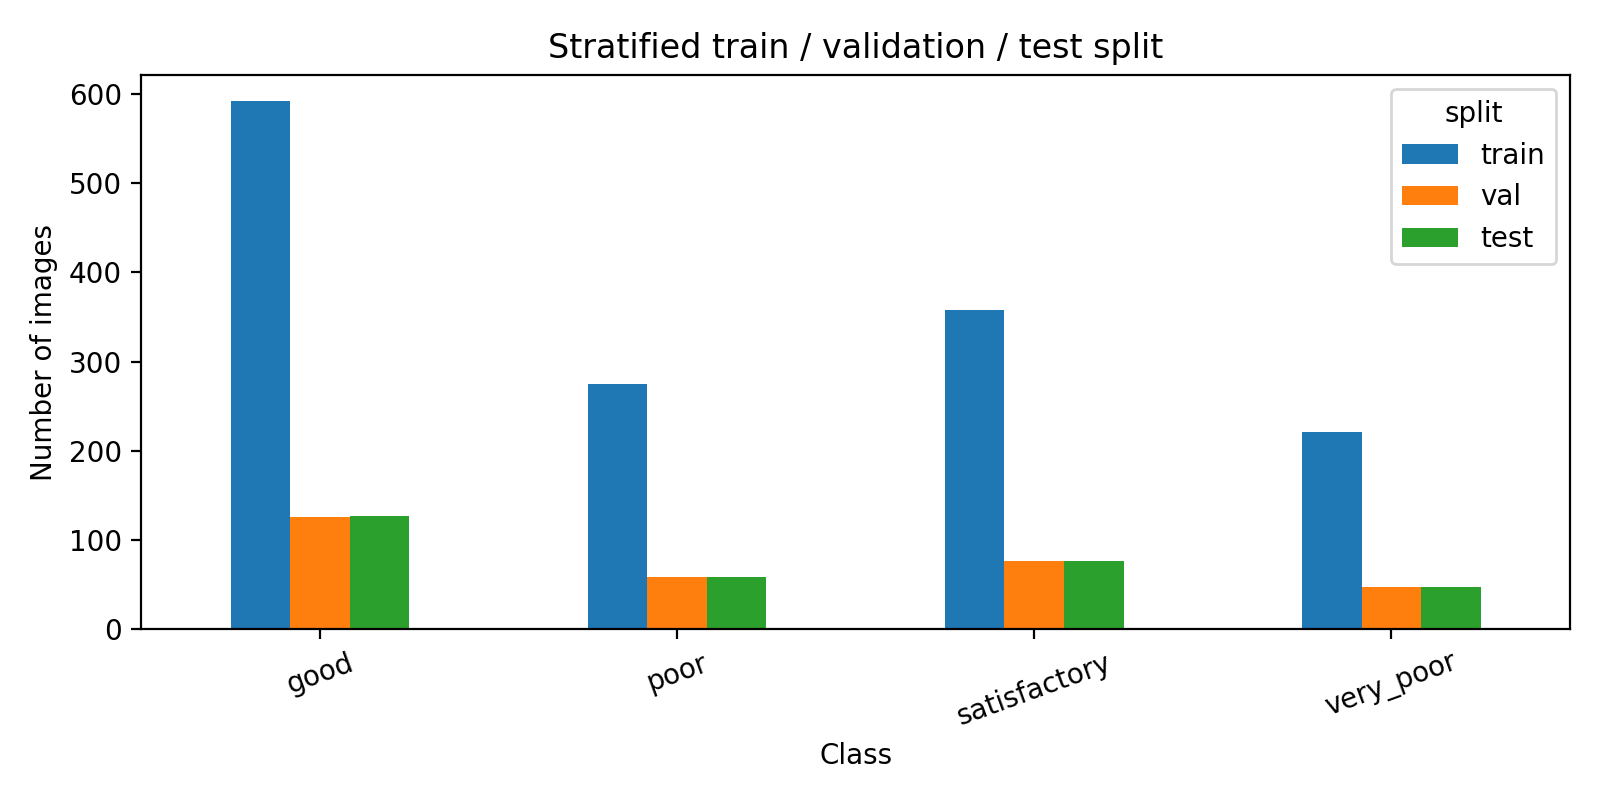 Stratified train / validation / test split
600
500
400
300
200
100
0
Number of images
split
train
val
test
good
poor
satisfactory
very_poor
Class